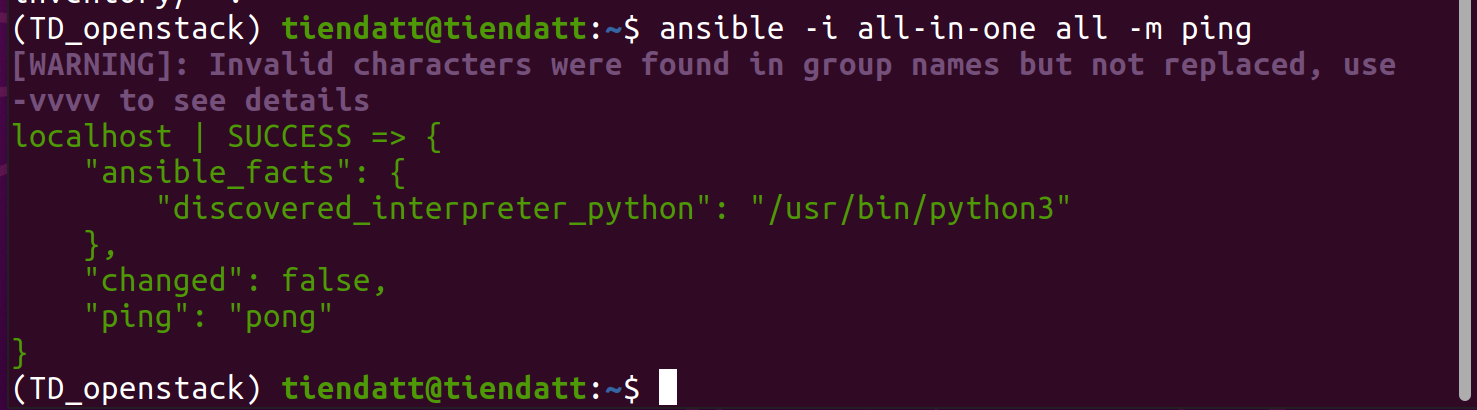 (TD_openstack) tiendatt@tiendatt:~$ ansible -i all-in-one all -m ping
[WARNING]: Invalid characters were found in group names but not replaced, use
-vvvv to see details
localhost | SUCCESS => {
    "ansible_facts": {
        "discovered_interpreter_python": "/usr/bin/python3"
    },
    "changed": false,
    "ping": "pong"
}
(TD_openstack) tiendatt@tiendatt:~$